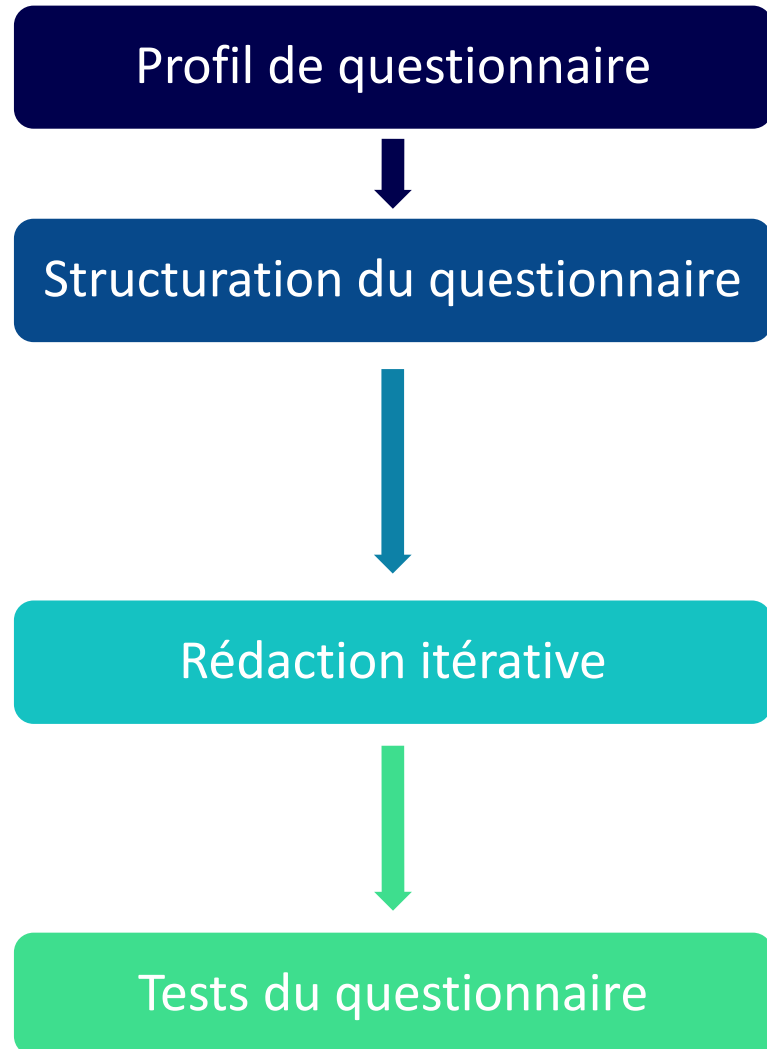 Profil de questionnaire
Structuration du questionnaire
Rédaction itérative
Tests du questionnaire